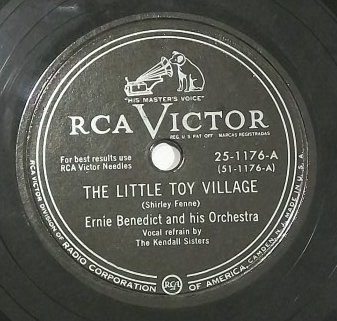 "HIS MASTER'S VOICE"
RCA VICTOR
REG. U.S. PAT. OFF. MARCAS REGISTRADAS
For best results use
RCA Victor Needles
25-1176-A
(51-1176-A)
THE LITTLE TOY VILLAGE
(Shirley Fenne)
Ernie Benedict and his Orchestra
Vocal refrain by
The Kendall Sisters
RCA VICTOR DIVISION OF RADIO CORPORATION OF AMERICA, CAMDEN, N.J. MADE IN U.S.A.
RCA